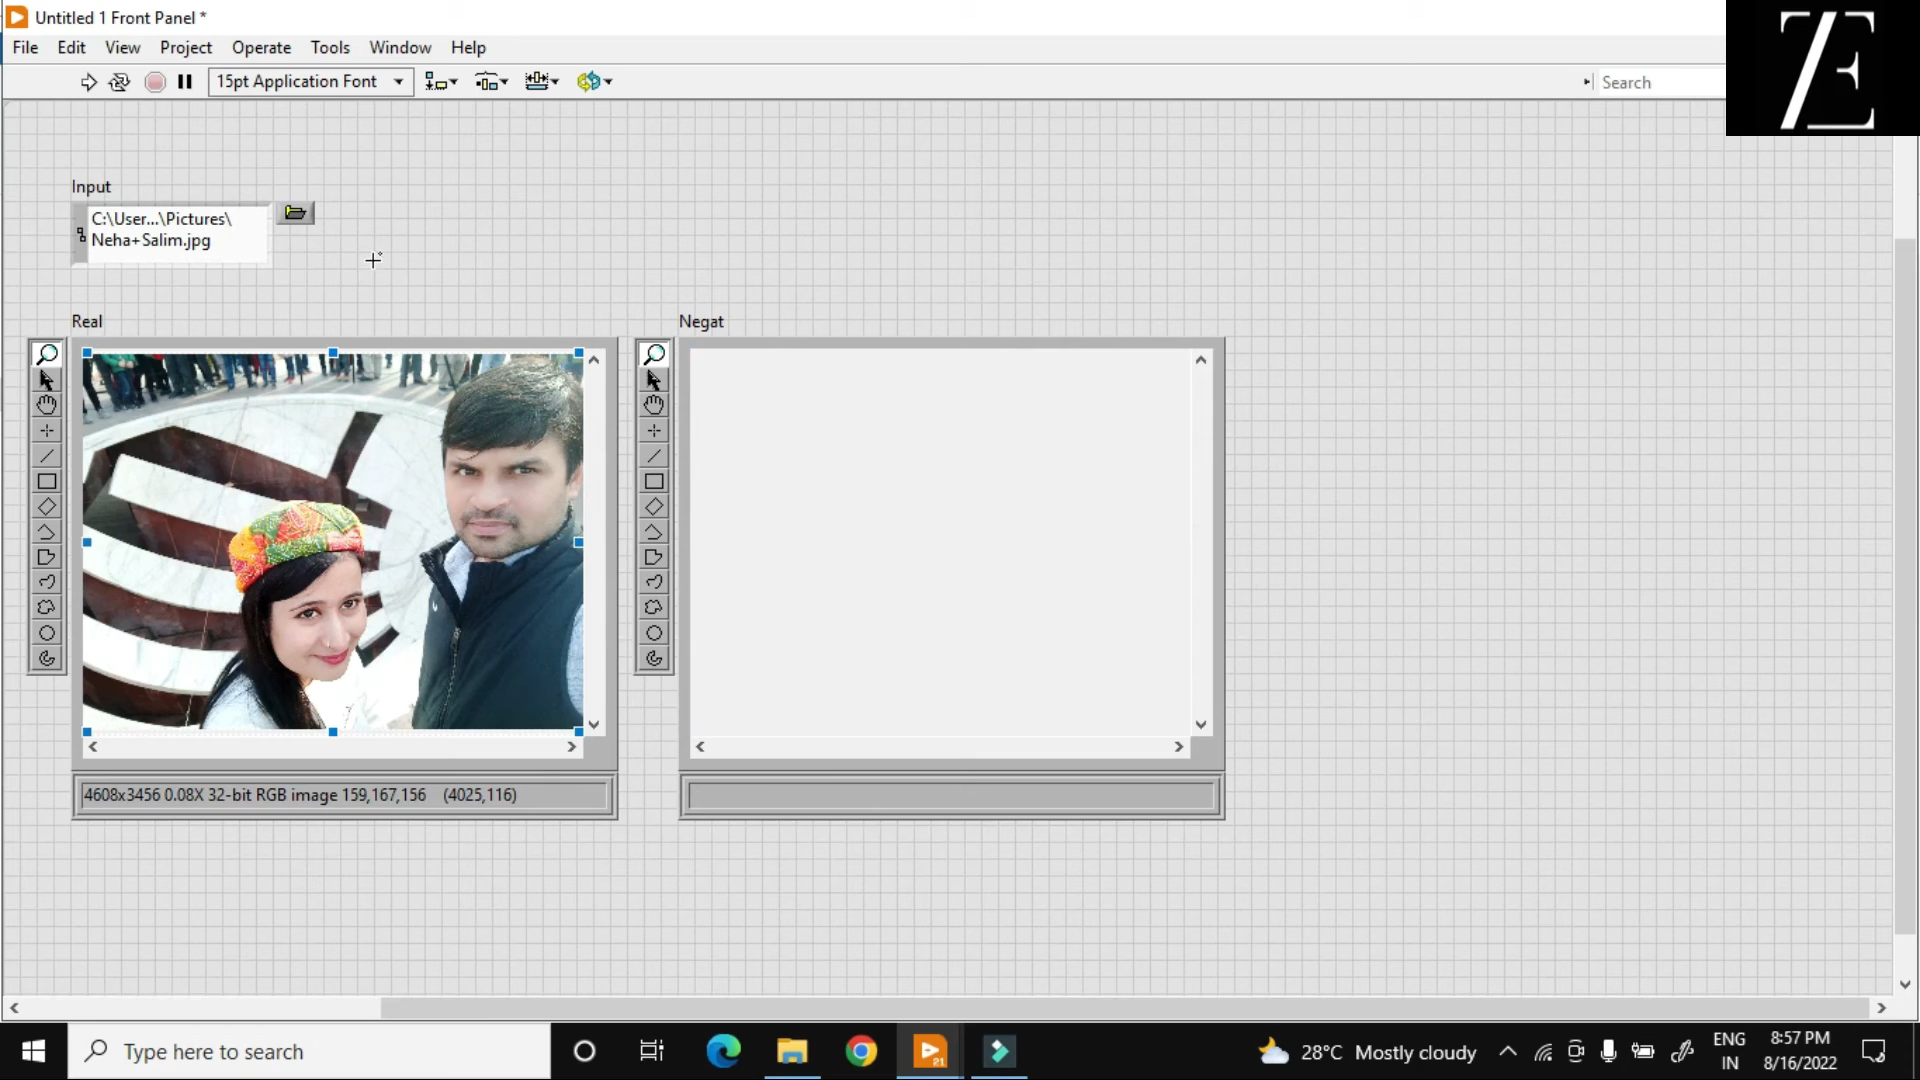 Untitled 1 Front Panel *
File Edit View Project Operate Tools Window Help
15pt Application Font
Search
ZE
Input
C:\User...\Pictures\
Neha+Salim.jpg
Real
Negat
4608x3456 0.08X 32-bit RGB image 159,167,156 (4025,116)
Type here to search
21
28°C Mostly cloudy
ENG
IN
8:57 PM
8/16/2022